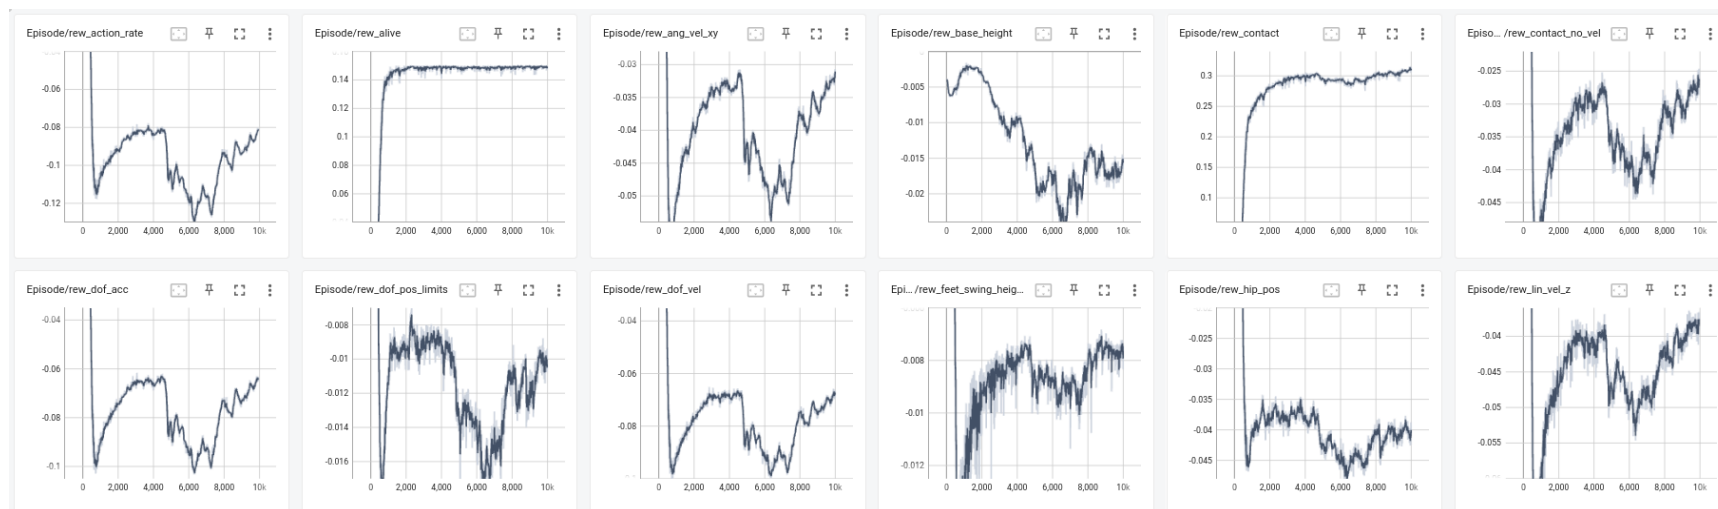 Episode/rew_action_rate
-0.06
-0.08
-0.1
-0.12
0 2,000 4,000 6,000 8,000 10k
Episode/rew_alive
0.14
0.12
0.1
0.08
0.06
0 2,000 4,000 6,000 8,000 10k
Episode/rew_ang_vel_xy
-0.03
-0.035
-0.04
-0.045
-0.05
0 2,000 4,000 6,000 8,000 10k
Episode/rew_base_height
-0.005
-0.01
-0.015
-0.02
0 2,000 4,000 6,000 8,000 10k
Episode/rew_contact
0.3
0.25
0.2
0.15
0.1
0 2,000 4,000 6,000 8,000 10k
Episo... /rew_contact_no_vel
-0.025
-0.03
-0.035
-0.04
-0.045
0 2,000 4,000 6,000 8,000 10k
Episode/rew_dof_acc
-0.04
-0.06
-0.08
-0.1
0 2,000 4,000 6,000 8,000 10k
Episode/rew_dof_pos_limits
-0.008
-0.01
-0.012
-0.014
-0.016
0 2,000 4,000 6,000 8,000 10k
Episode/rew_dof_vel
-0.04
-0.06
-0.08
0 2,000 4,000 6,000 8,000 10k
Epi... /rew_feet_swing_heig...
-0.008
-0.01
-0.012
0 2,000 4,000 6,000 8,000 10k
Episode/rew_hip_pos
-0.025
-0.03
-0.035
-0.04
-0.045
0 2,000 4,000 6,000 8,000 10k
Episode/rew_lin_vel_z
-0.04
-0.045
-0.05
-0.055
0 2,000 4,000 6,000 8,000 10k